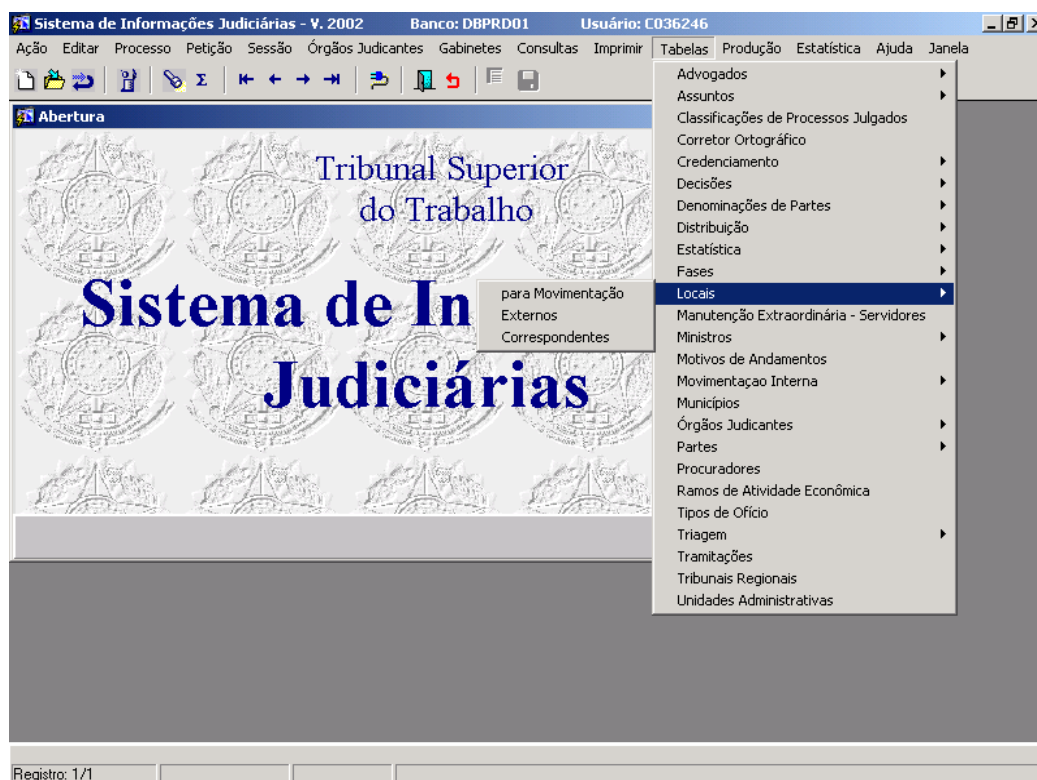 Sistema de Informações Judiciárias - V. 2002 Banco: DBPRD01 Usuário: C036246
Ação Editar Processo Petição Sessão Órgãos Judicantes Gabinetes Consultas Imprimir Tabelas Produção Estatística Ajuda Janela
Abertura
Tribunal Superior
do Trabalho
Sistema de In
Judiciárias
para Movimentação
Externos
Correspondentes
Advogados
Assuntos
Classificações de Processos Julgados
Corretor Ortográfico
Credenciamento
Decisões
Denominações de Partes
Distribuição
Estatística
Fases
Locais
Manutenção Extraordinária - Servidores
Ministros
Motivos de Andamentos
Movimentaçao Interna
Municípios
Órgãos Judicantes
Partes
Procuradores
Ramos de Atividade Econômica
Tipos de Ofício
Triagem
Tramitações
Tribunais Regionais
Unidades Administrativas
Registro: 1/1